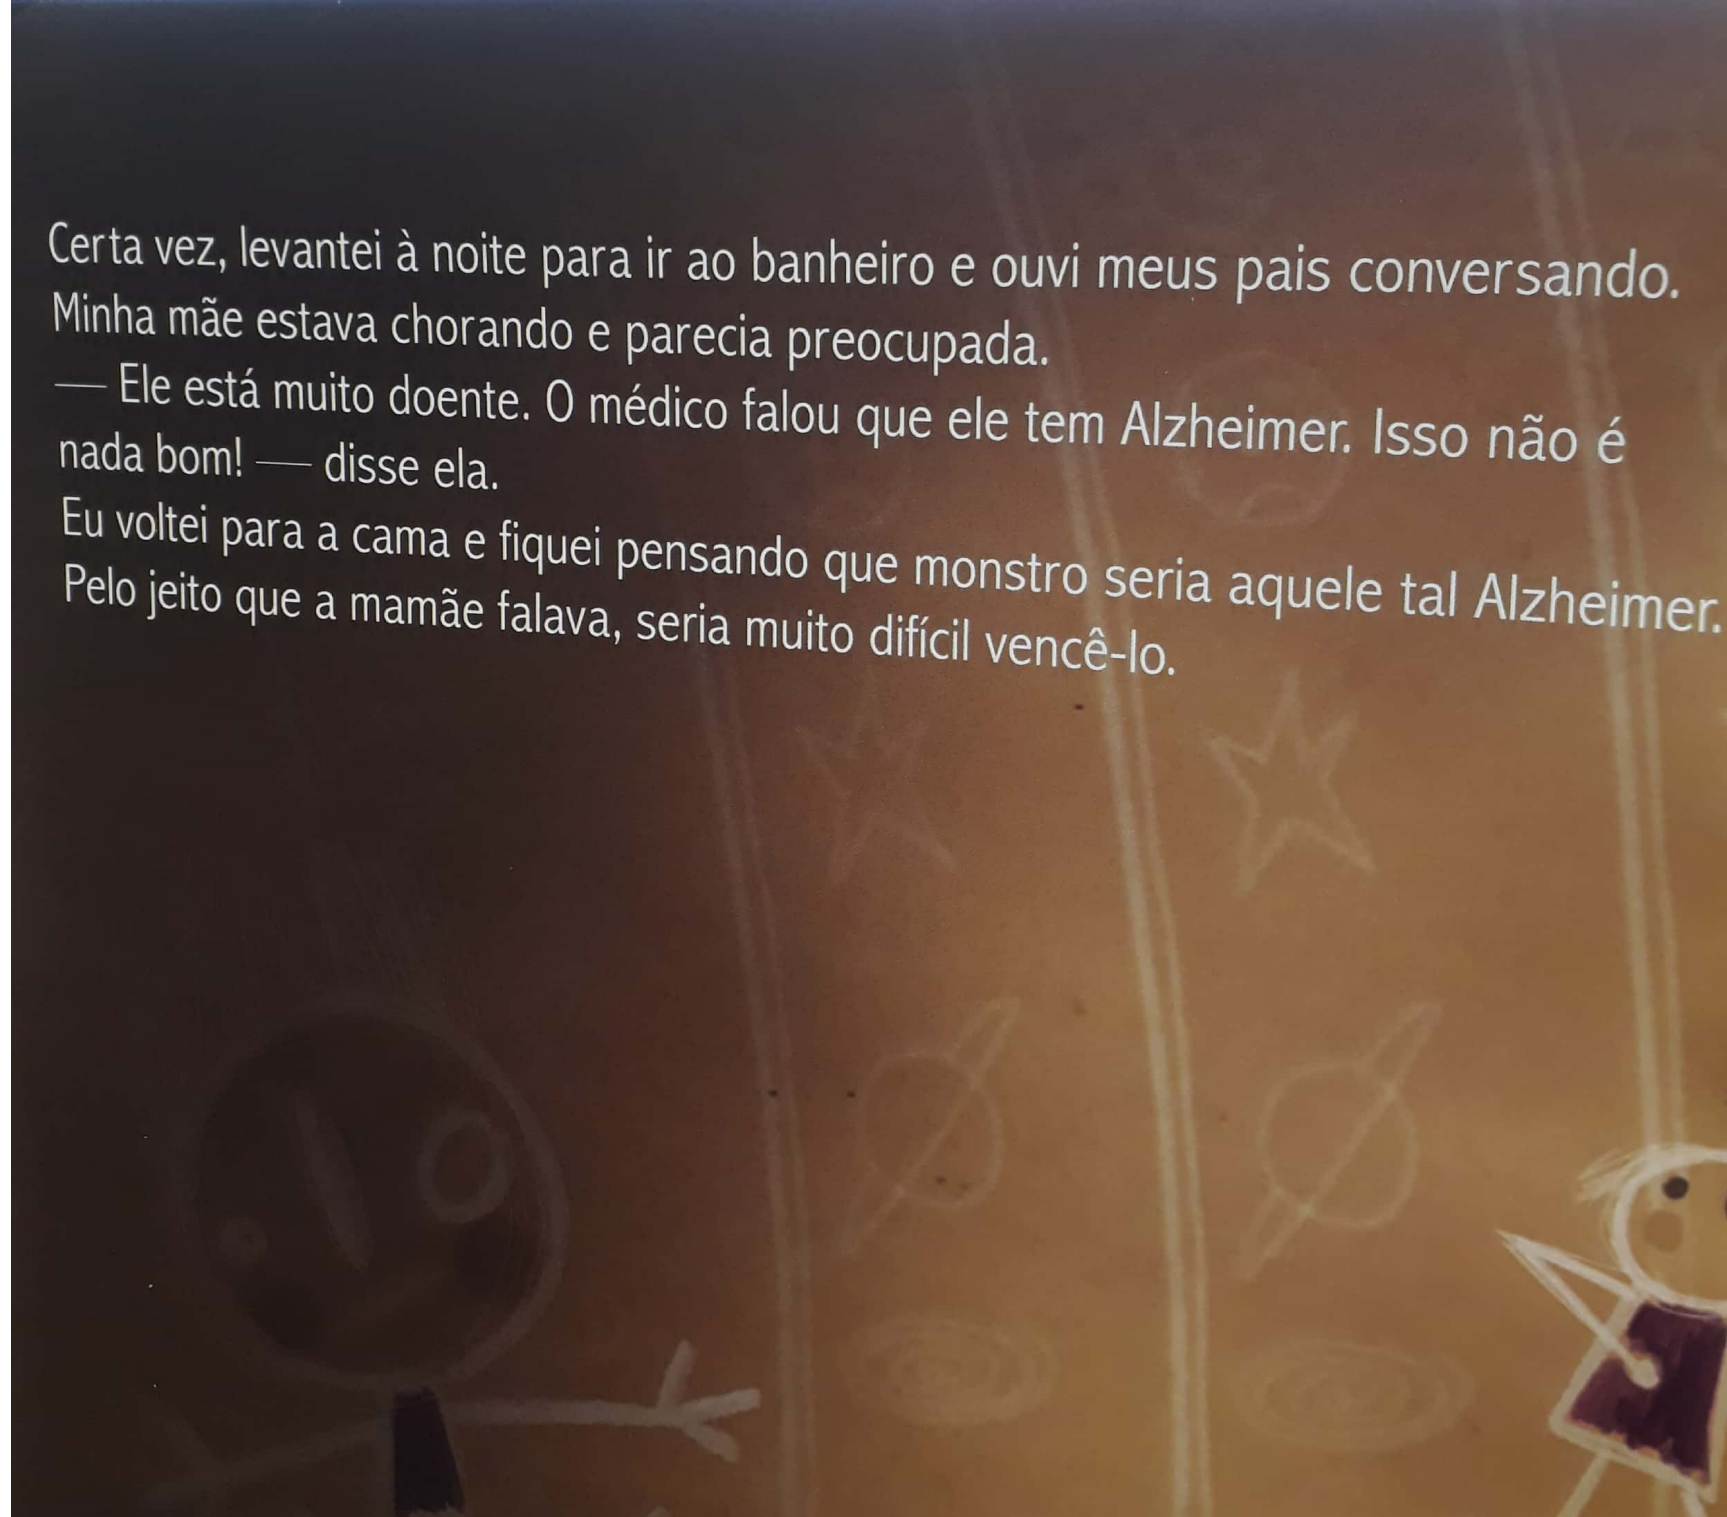 Certa vez, levantei à noite para ir ao banheiro e ouvi meus pais conversando.
Minha mãe estava chorando e parecia preocupada.
— Ele está muito doente. O médico falou que ele tem Alzheimer. Isso não é
nada bom! — disse ela.
Eu voltei para a cama e fiquei pensando que monstro seria aquele tal Alzheimer.
Pelo jeito que a mamãe falava, seria muito difícil vencê-lo.